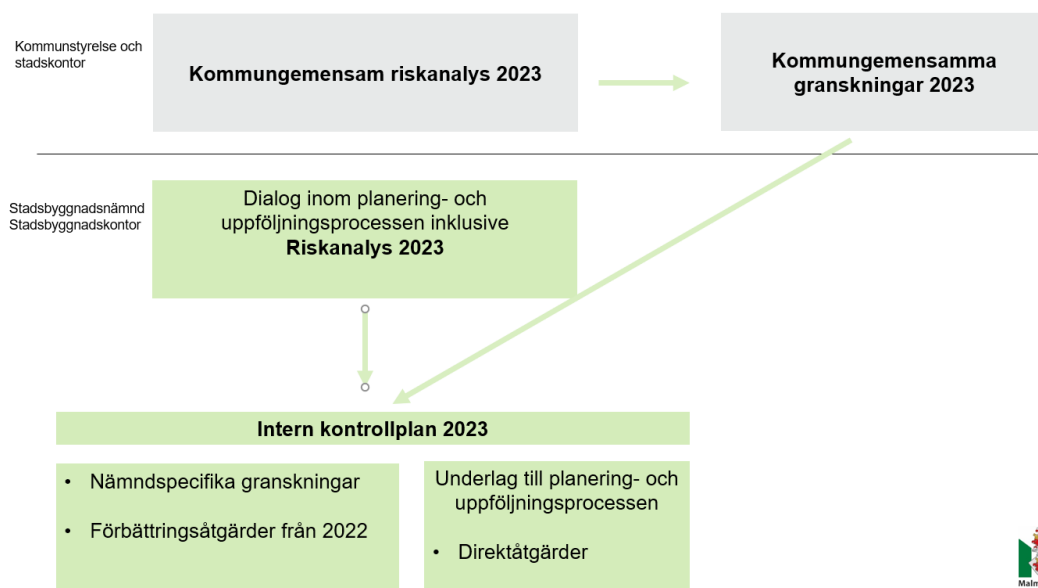 Kommunstyrelse och
stadskontor
Kommungemensam riskanalys 2023
Kommungemensamma
granskningar 2023
Stadsbyggnadsnämnd
Stadsbyggnadskontor
Dialog inom planering- och
uppföljningsprocessen inklusive
Riskanalys 2023
Intern kontrollplan 2023
• Nämndspecifika granskningar
• Förbättringsåtgärder från 2022
Underlag till planering- och
uppföljningsprocessen
• Direktåtgärder
Malm